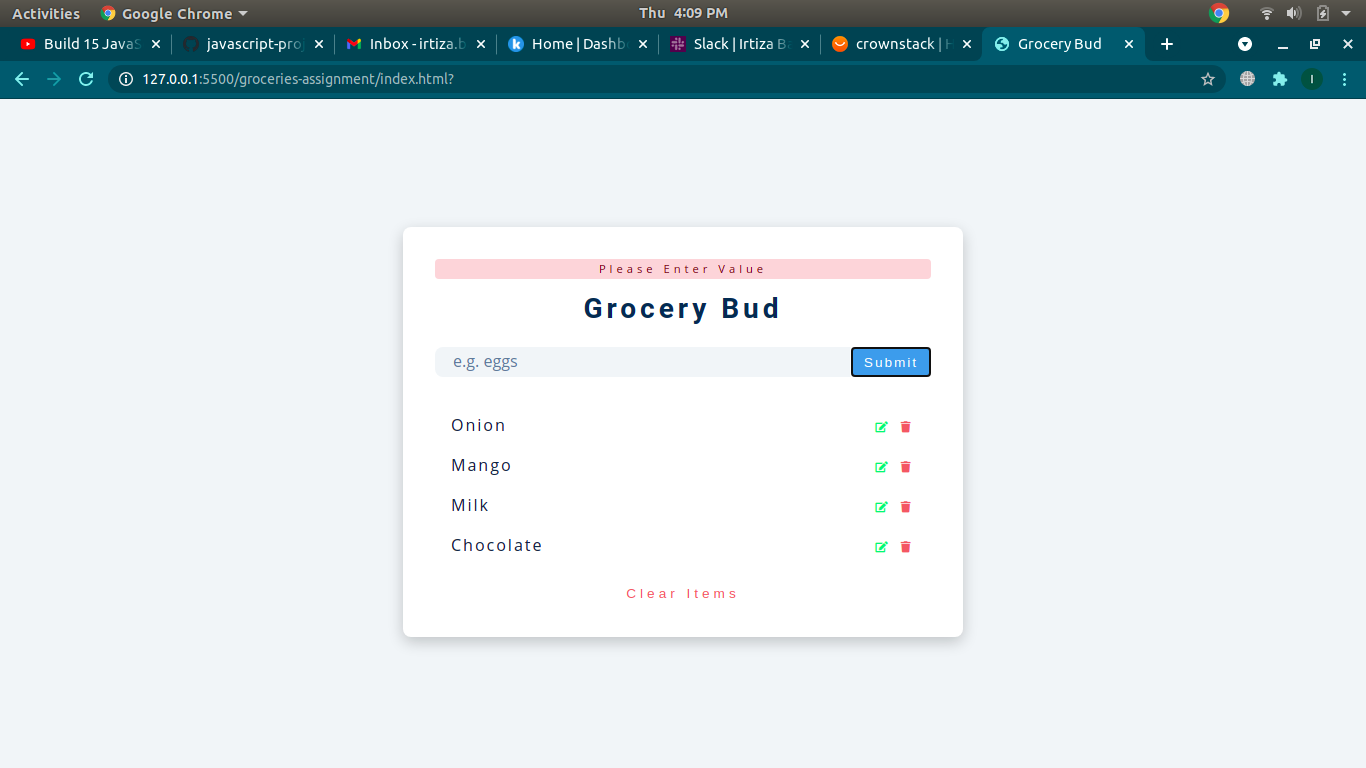 Activities Google Chrome Thu 4:09 PM
Build 15 JavaS javascript-proj Inbox - irtiza.b Home | Dashbo Slack | Irtiza Ba crownstack | H Grocery Bud
127.0.0.1:5500/groceries-assignment/index.html? I
Please Enter Value
Grocery Bud
e.g. eggs Submit
Onion
Mango
Milk
Chocolate
Clear Items